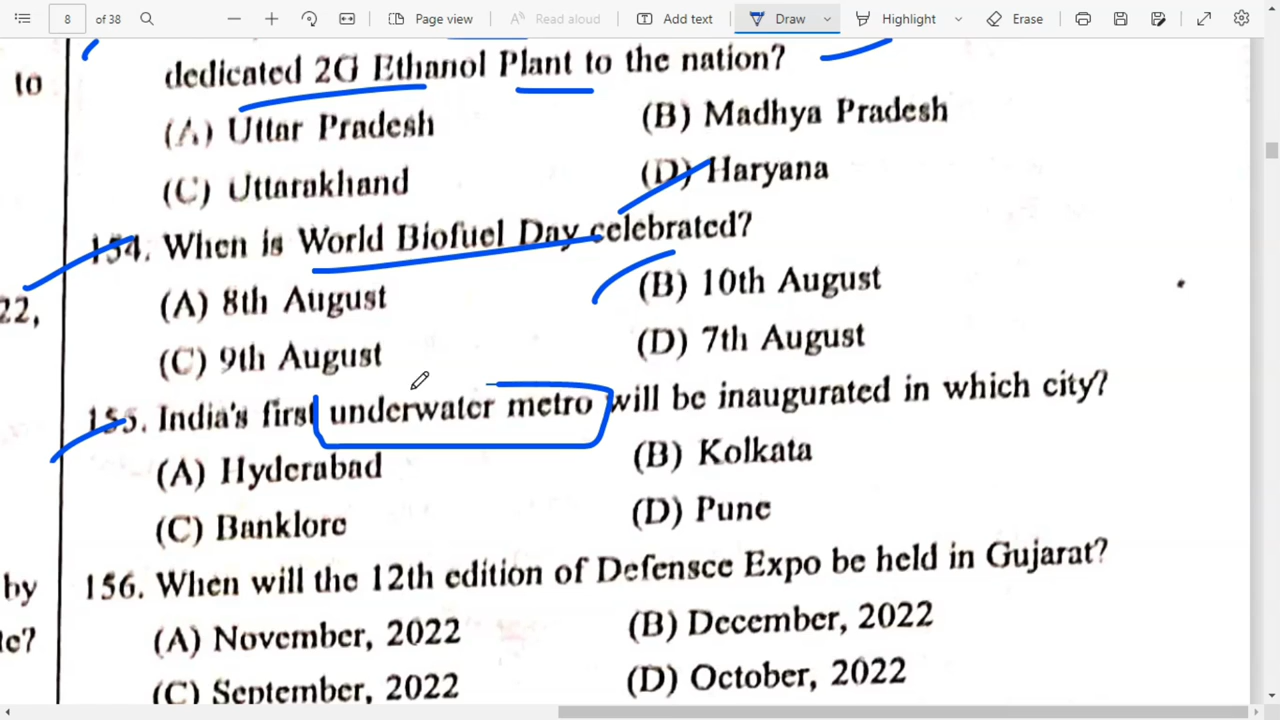 8 of 38 Page view Read aloud Add text Draw Highlight Erase
dedicated 2G Ethanol Plant to the nation?
to
(A) Uttar Pradesh (B) Madhya Pradesh
(C) Uttarakhand (D) Haryana
154. When is World Biofuel Day celebrated?
22,
(A) 8th August (B) 10th August
(C) 9th August (D) 7th August
155. India's first underwater metro will be inaugurated in which city?
(A) Hyderabad (B) Kolkata
(C) Banklore (D) Pune
by
156. When will the 12th edition of Defensce Expo be held in Gujarat?
(A) November, 2022 (B) December, 2022
(C) September, 2022 (D) October, 2022